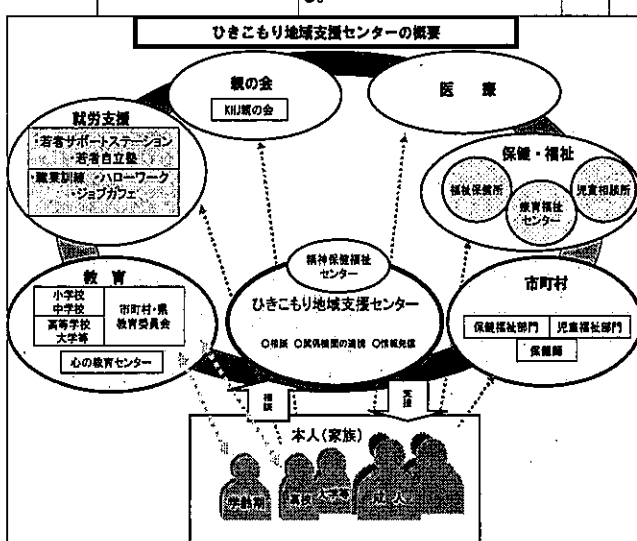 る。
ひきこもり地域支援センターの概要
親の会
KHJ親の会
医療
就労支援
・若者サポートステーション
・若者自立塾
・職業訓練 ・ハローワーク
・ジョブカフェ
保健・福祉
福祉保健所
療育福祉
センター
児童相談所
精神保健福祉
センター
ひきこもり地域支援センター
○相談 ○関係機関の連携 ○情報発信
教育
小学校
中学校
高等学校
大学等
市町村・県
教育委員会
心の教育センター
市町村
保健福祉部門
児童福祉部門
保健師
相談
支援
本人(家族)
学齢期
高校
大学等
成人